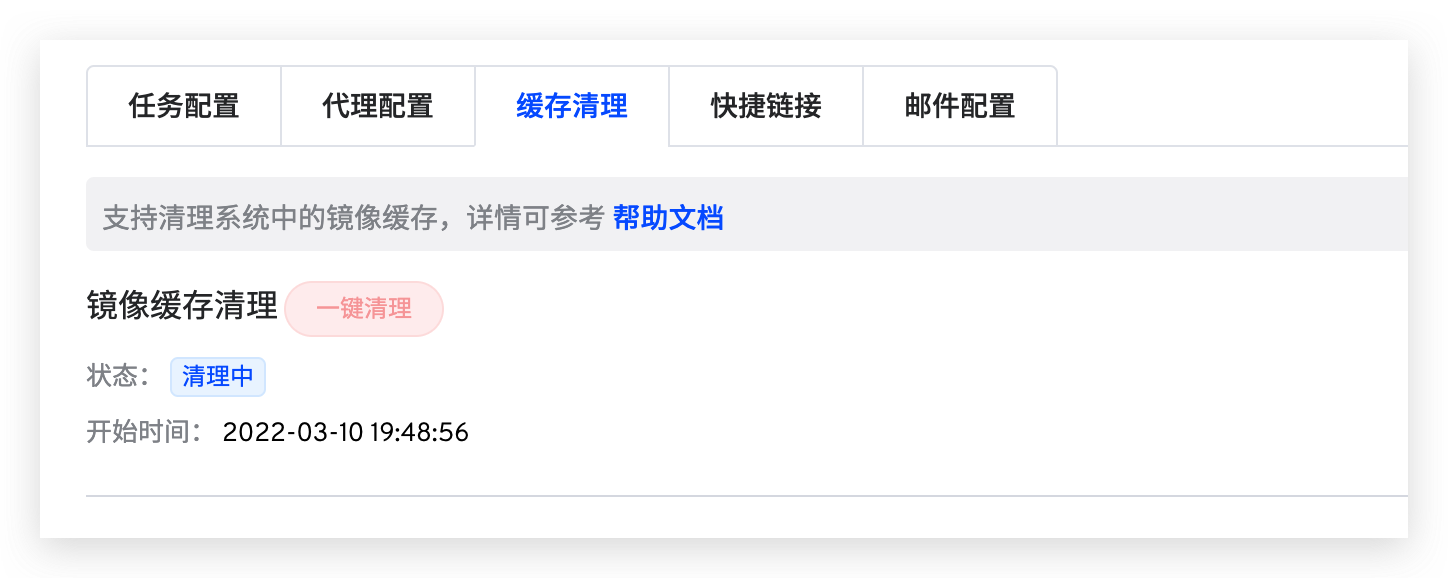 任务配置 代理配置 缓存清理 快捷链接 邮件配置
支持清理系统中的镜像缓存，详情可参考 帮助文档
镜像缓存清理 一键清理
状态： 清理中
开始时间： 2022-03-10 19:48:56